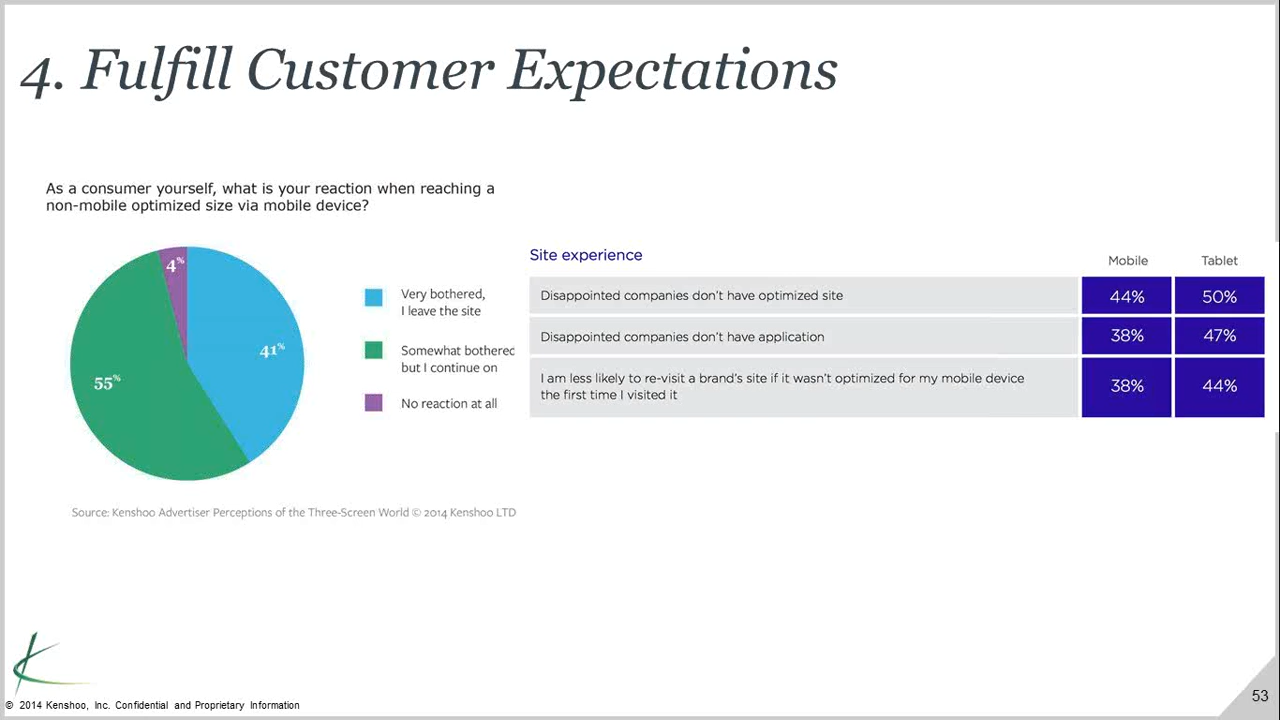 4. Fulfill Customer Expectations
As a consumer yourself, what is your reaction when reaching a
non-mobile optimized size via mobile device?
4%
41%
55%
Very bothered,
I leave the site
Somewhat bothered
but I continue on
No reaction at all
Source: Kenshoo Advertiser Perceptions of the Three-Screen World © 2014 Kenshoo LTD
Site experience
Mobile Tablet
Disappointed companies don't have optimized site 44% 50%
Disappointed companies don't have application 38% 47%
I am less likely to re-visit a brand's site if it wasn't optimized for my mobile device
the first time I visited it
38% 44%
© 2014 Kenshoo, Inc. Confidential and Proprietary Information
53